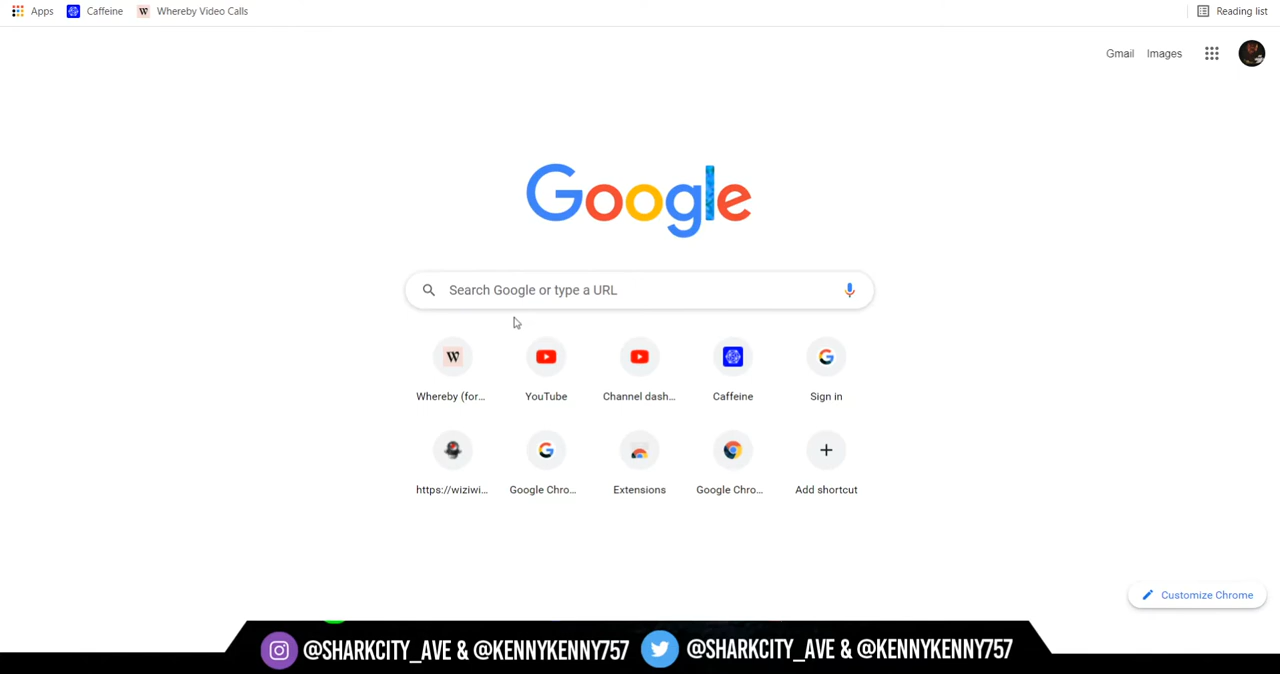 Apps Caffeine W Whereby Video Calls Reading list
Gmail Images
Google
Search Google or type a URL
W
Whereby (for... YouTube Channel dash... Caffeine Sign in
https://wiziwi... Google Chro... Extensions Google Chro... Add shortcut
Customize Chrome
@SHARKCITY_AVE & @KENNYKENNY757 @SHARKCITY_AVE & @KENNYKENNY757